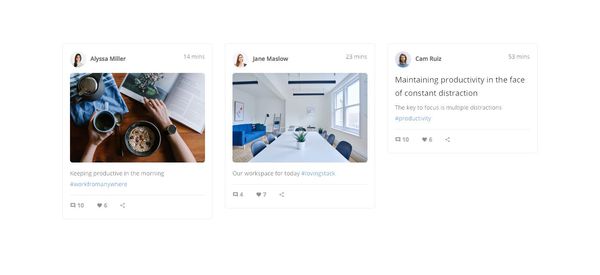 Alyssa Miller
14 mins
Keeping productive in the morning
#workfromanywhere
10 6
Jane Maslow
23 mins
Our workspace for today #lovingstack
4 7
Cam Ruiz
53 mins
Maintaining productivity in the face
of constant distraction
The key to focus is multiple distractions
#productivity
10 6